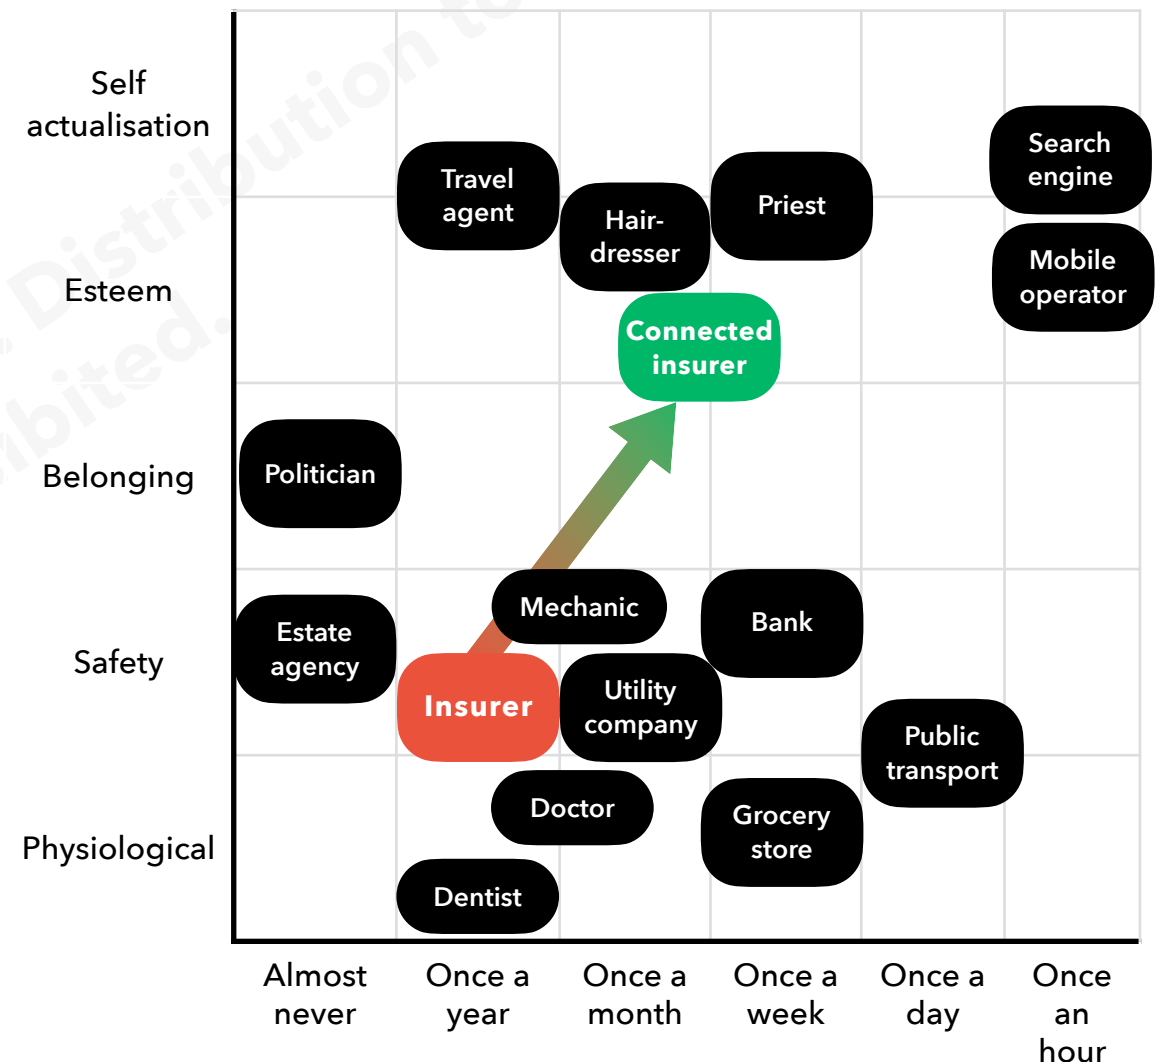 Self
actualisation
Esteem
Belonging
Safety
Physiological
Travel
agent
Hair-
dresser
Priest
Search
engine
Mobile
operator
Connected
insurer
Politician
Mechanic
Bank
Estate
agency
Insurer
Utility
company
Public
transport
Doctor
Grocery
store
Dentist
Almost
never
Once a
year
Once a
month
Once a
week
Once a
day
Once
an
hour
Distribution to